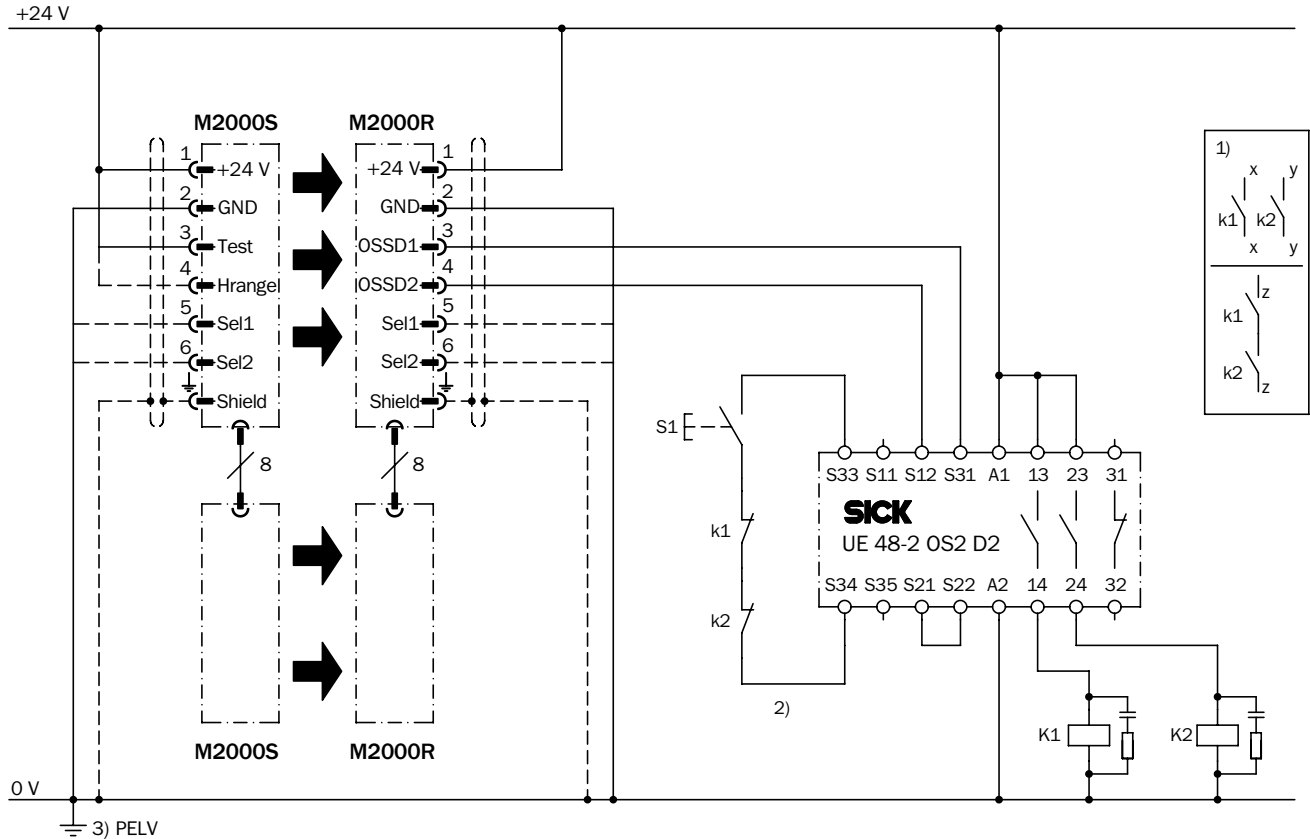 +24 V
M2000S
M2000R
1
+24 V
2
GND
3
Test
4
Hrange
5
Sel1
6
Sel2
Shield
8
+24 V
1
GND
2
OSSD1
3
OSSD2
4
Sel1
5
Sel2
6
Shield
8
M2000S
M2000R
1)
x y
k1 k2
x y
z
k1
k2
z
S1
k1
k2
2)
S33 S11 S12 S31 A1 13 23 31
SICK
UE 48-2 OS2 D2
S34 S35 S21 S22 A2 14 24 32
K1
K2
0 V
3) PELV